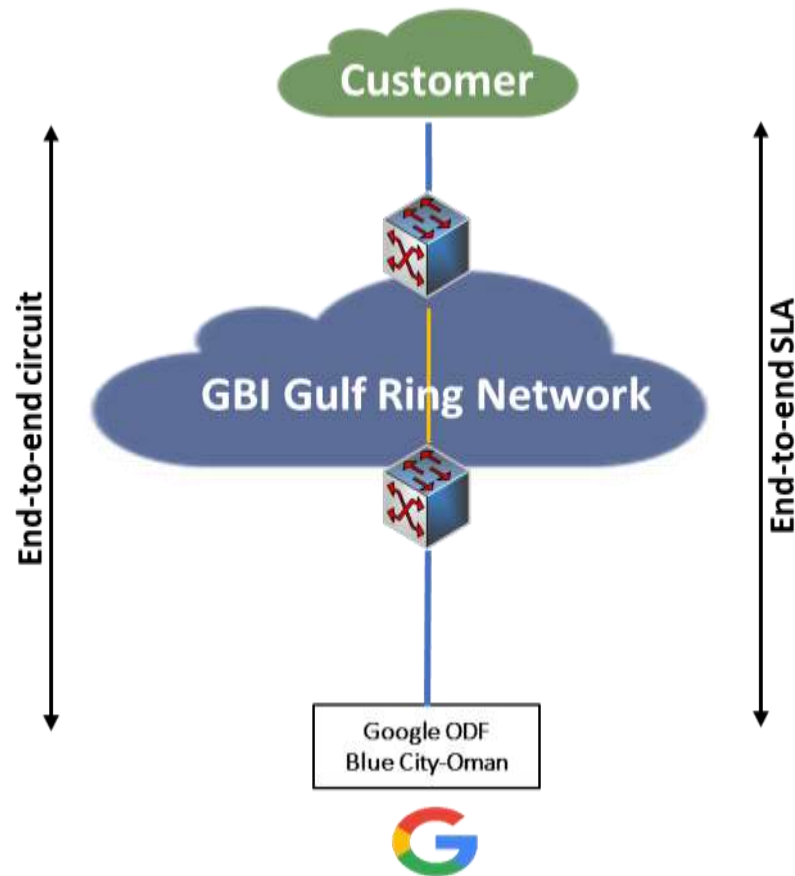 Customer
End-to-end circuit
End-to-end SLA
GBI Gulf Ring Network
Google ODF
Blue City-Oman